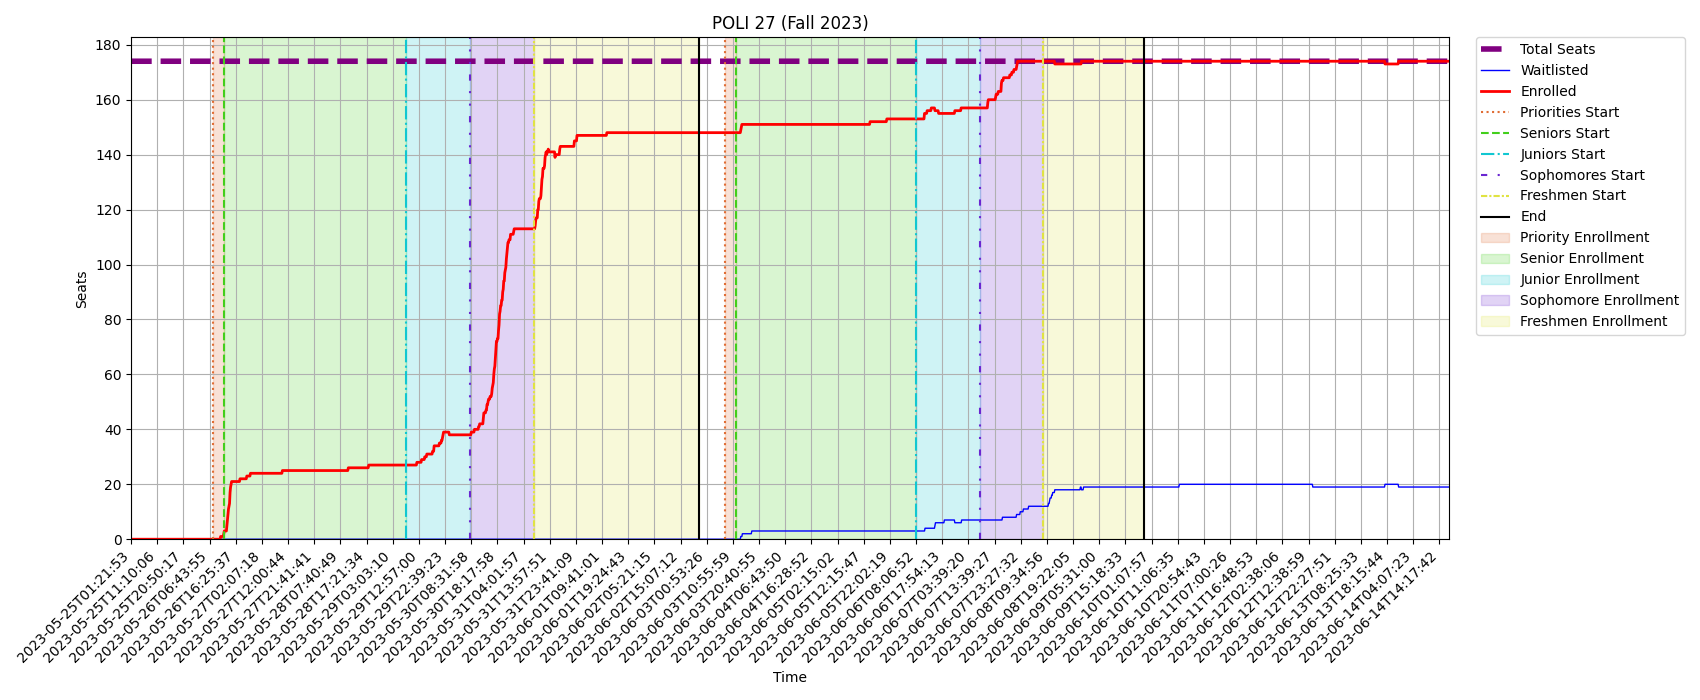 POLI 27 (Fall 2023)
Seats
180
160
140
120
100
80
60
40
20
0
2023-05-25T01:21:53
2023-05-25T11:10:06
2023-05-25T20:50:17
2023-05-26T06:43:55
2023-05-26T16:25:37
2023-05-27T02:07:18
2023-05-27T12:00:44
2023-05-27T21:41:41
2023-05-28T07:40:49
2023-05-28T17:21:34
2023-05-29T03:03:10
2023-05-29T12:57:00
2023-05-29T22:39:23
2023-05-30T08:31:58
2023-05-30T18:17:58
2023-05-31T04:01:57
2023-05-31T13:57:51
2023-05-31T23:41:09
2023-06-01T09:41:01
2023-06-01T19:24:43
2023-06-02T05:21:15
2023-06-02T15:07:12
2023-06-03T00:53:26
2023-06-03T10:55:59
2023-06-03T20:40:55
2023-06-04T06:43:50
2023-06-04T16:28:52
2023-06-05T02:15:02
2023-06-05T12:15:47
2023-06-05T22:02:19
2023-06-06T08:06:52
2023-06-06T17:54:13
2023-06-07T03:39:20
2023-06-07T13:39:27
2023-06-07T23:27:32
2023-06-08T09:34:56
2023-06-08T19:22:05
2023-06-09T05:31:00
2023-06-09T15:18:33
2023-06-10T01:07:57
2023-06-10T11:06:35
2023-06-10T20:54:43
2023-06-11T07:00:26
2023-06-11T16:48:53
2023-06-12T02:38:06
2023-06-12T12:38:59
2023-06-12T22:27:51
2023-06-13T08:25:33
2023-06-13T18:15:44
2023-06-14T04:07:23
2023-06-14T14:17:42
Time
Total Seats
Waitlisted
Enrolled
Priorities Start
Seniors Start
Juniors Start
Sophomores Start
Freshmen Start
End
Priority Enrollment
Senior Enrollment
Junior Enrollment
Sophomore Enrollment
Freshmen Enrollment